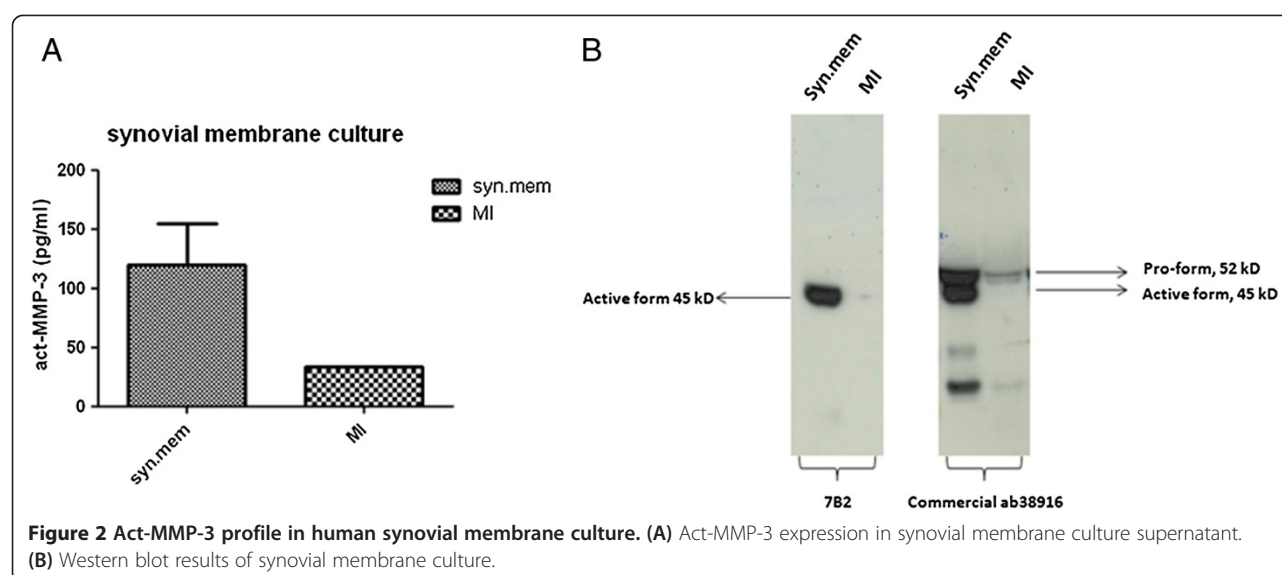 A
synovial membrane culture
act-MMP-3 (pg/ml)
200
150
100
50
0
syn.mem
MI
syn.mem
MI
B
Syn.mem
MI
Syn.mem
MI
Active form 45 kD
Pro-form, 52 kD
Active form, 45 kD
7B2
Commercial ab38916
Figure 2 Act-MMP-3 profile in human synovial membrane culture. (A) Act-MMP-3 expression in synovial membrane culture supernatant.
(B) Western blot results of synovial membrane culture.